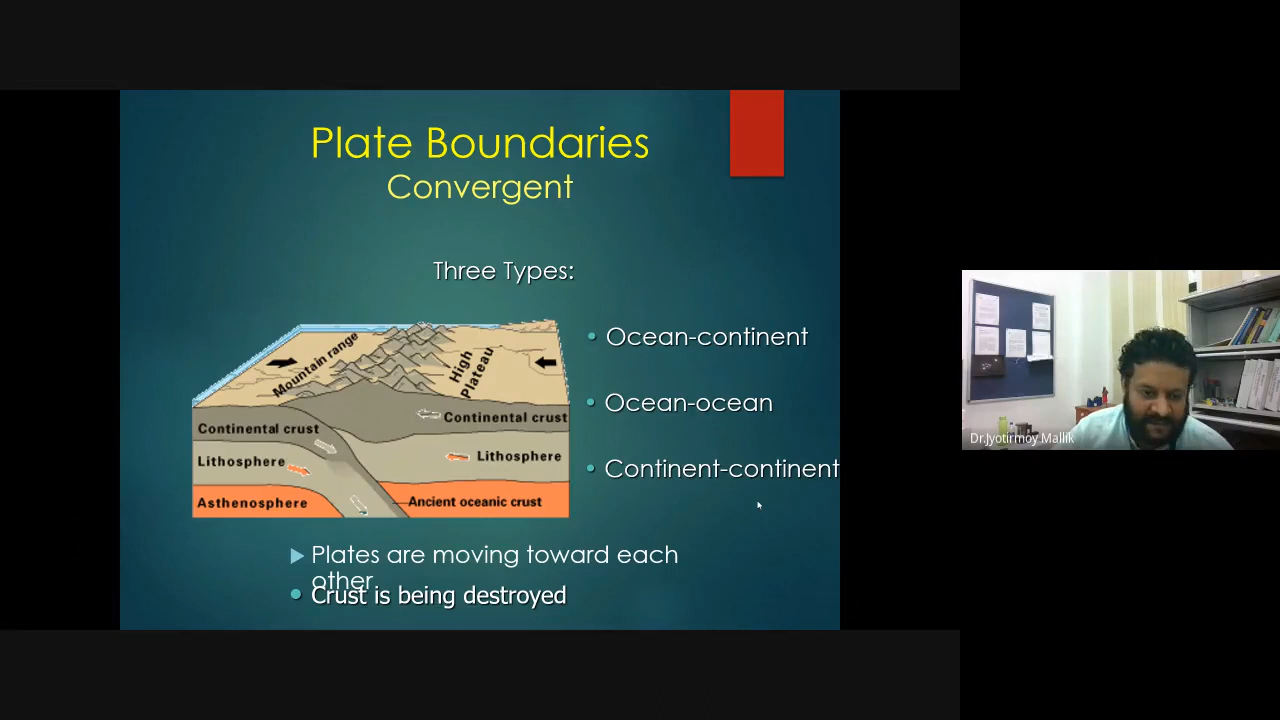 Plate Boundaries
Convergent
Three Types:
Mountain range
High
Plateau
Continental crust
Continental crust
Lithosphere
Lithosphere
Asthenosphere
Ancient oceanic crust
• Ocean-continent
• Ocean-ocean
• Continent-continent
Plates are moving toward each
other
• Crust is being destroyed
Dr.Jyotirmoy Mallik